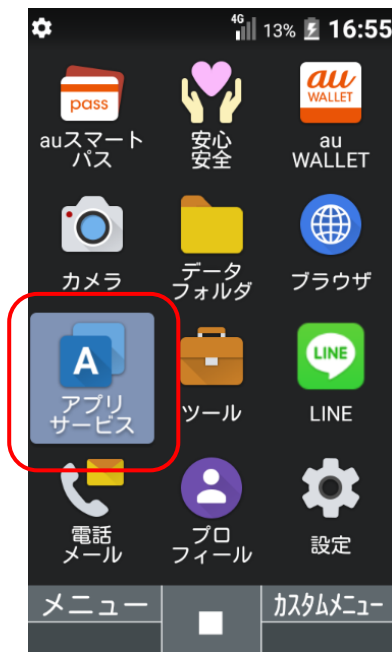 4G 13% 16:55
pass
au WALLET
auスマート
パス
安心
安全
au
WALLET
カメラ
データ
フォルダ
ブラウザ
A
LINE
アプリ
サービス
ツール
LINE
電話
メール
プロ
フィール
設定
メニュー
カスタムメニュー